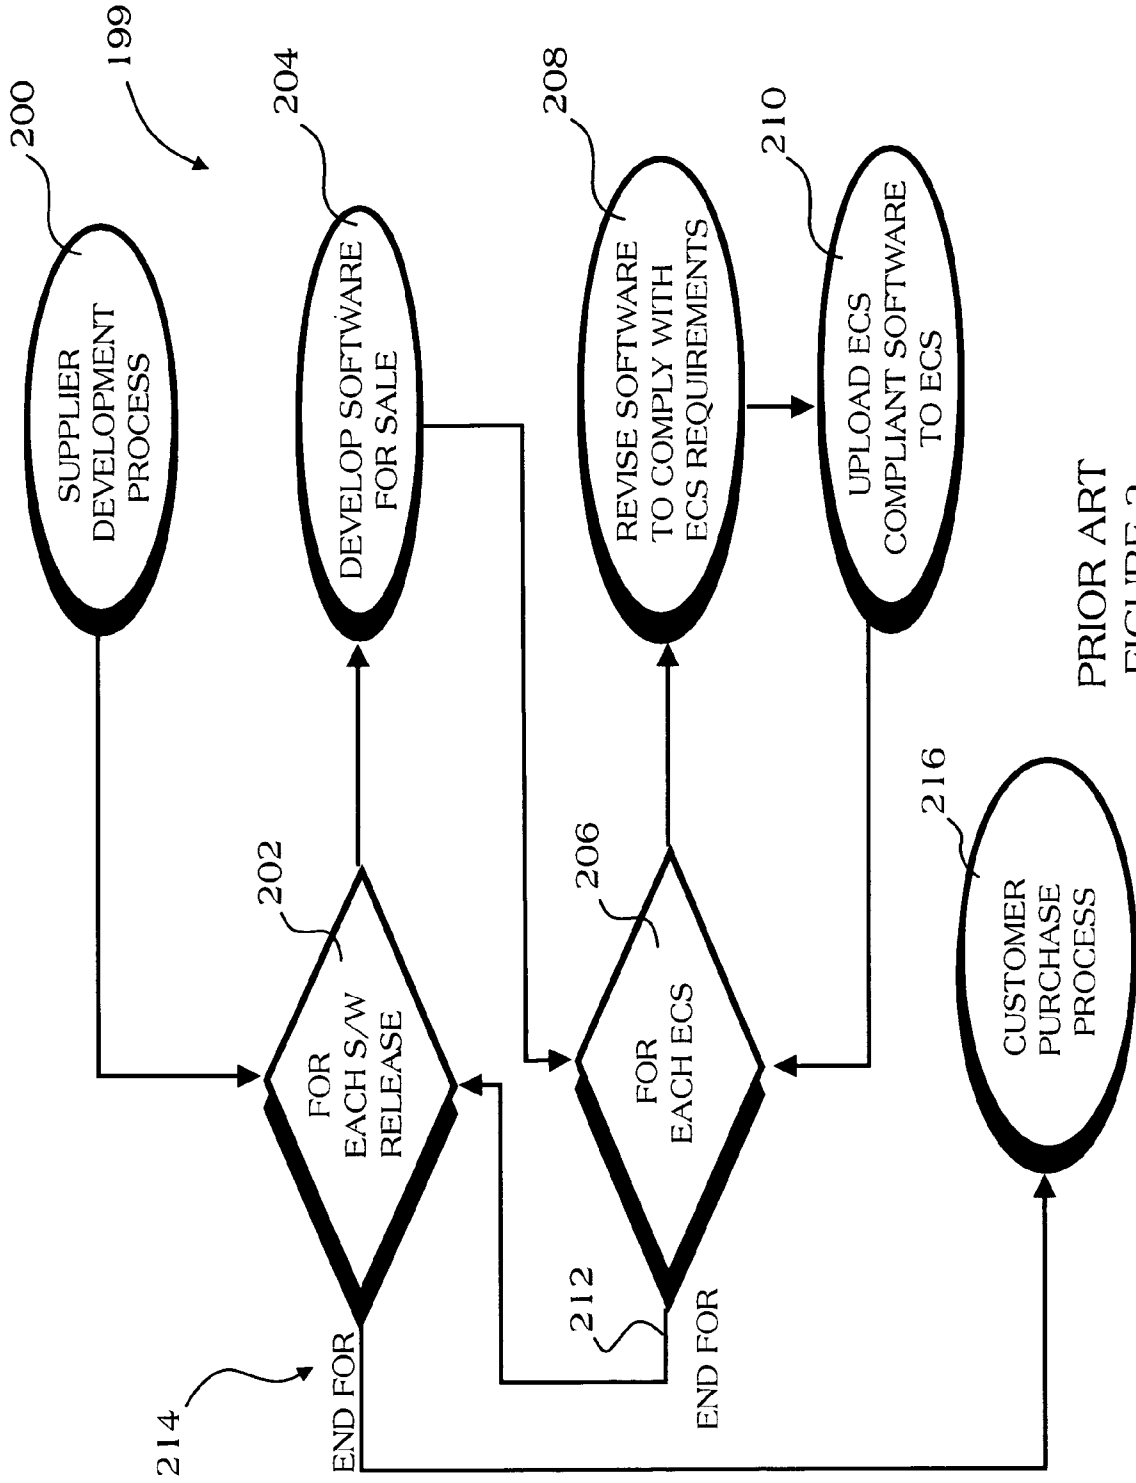 199
200
SUPPLIER
DEVELOPMENT
PROCESS
202
FOR
EACH S/W
RELEASE
204
DEVELOP SOFTWARE
FOR SALE
206
FOR
EACH ECS
208
REVISE SOFTWARE
TO COMPLY WITH
ECS REQUIREMENTS
210
UPLOAD ECS
COMPLIANT SOFTWARE
TO ECS
212
END FOR
214
END FOR
216
CUSTOMER
PURCHASE
PROCESS
PRIOR ART
FIGURE